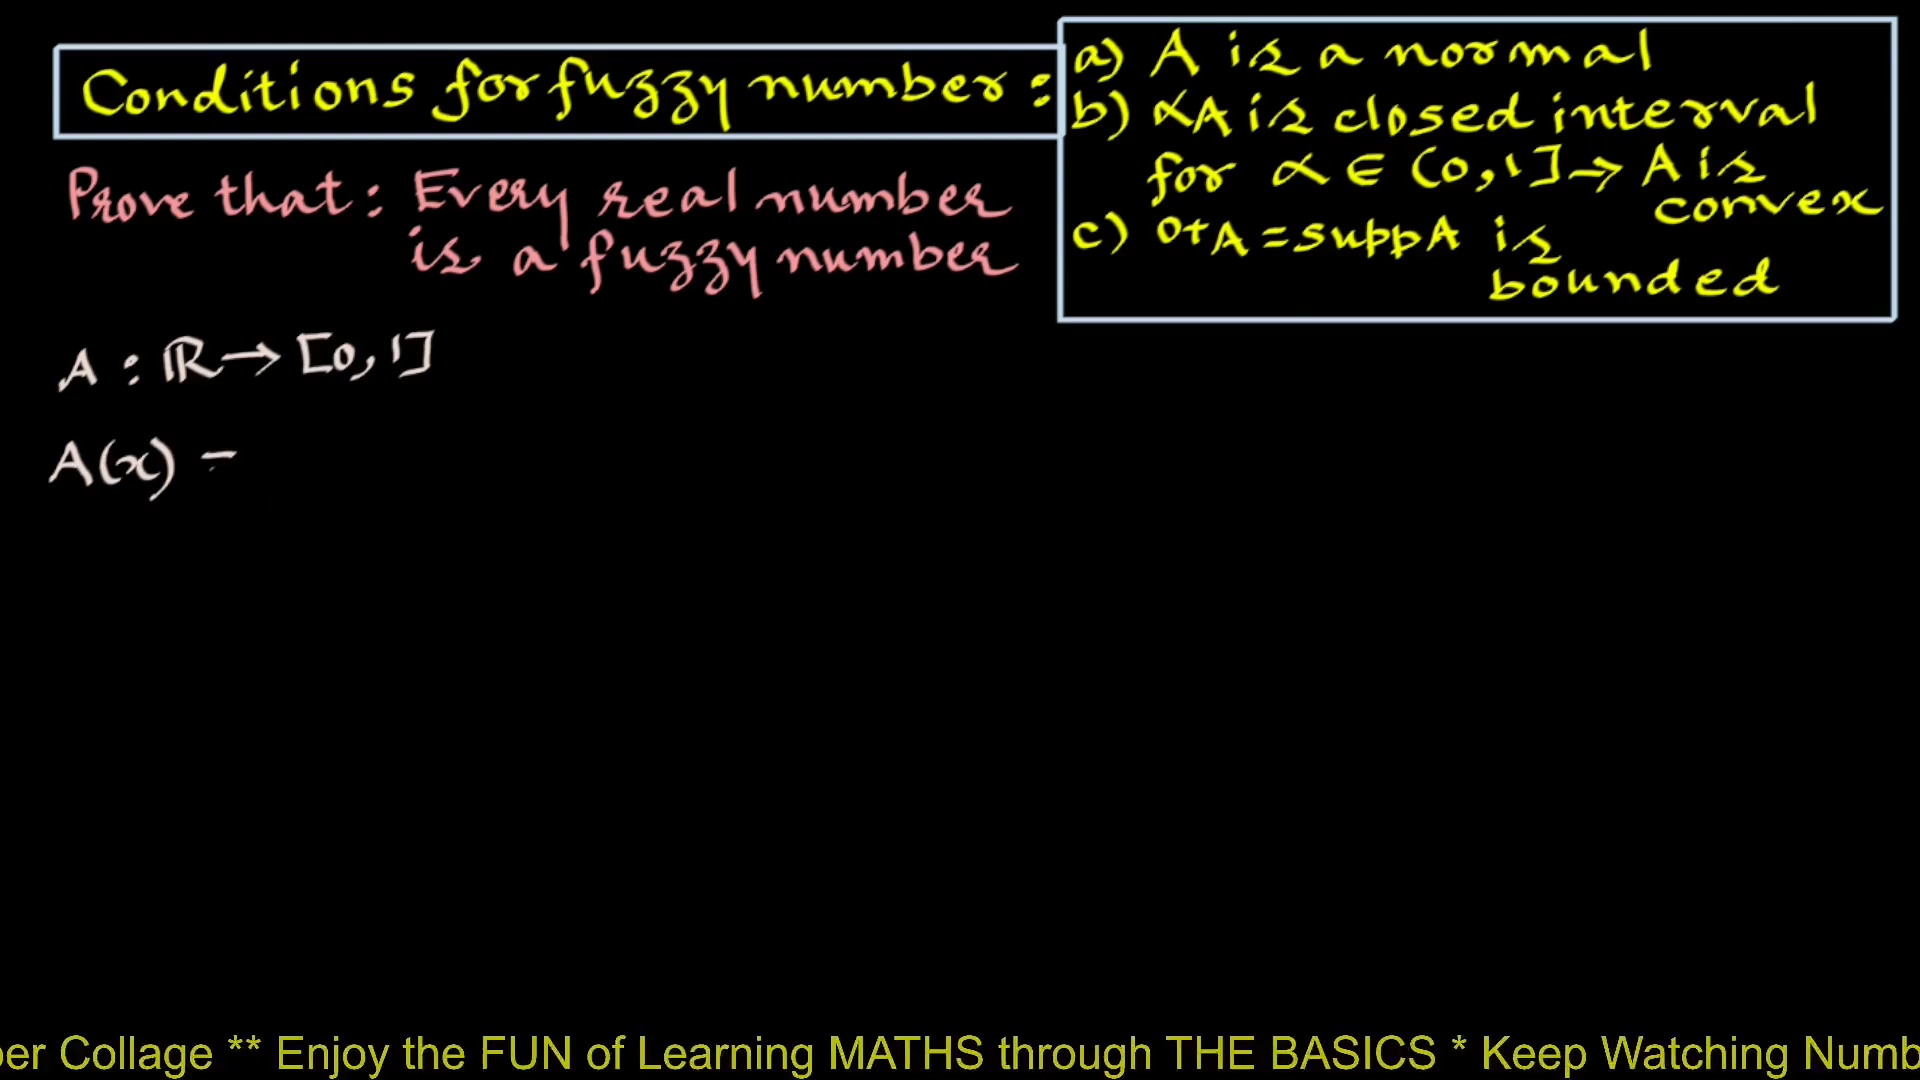 Conditions for fuzzy number :
a) A is a normal
b) αA is closed interval
for α ∈ (0,1] → A is
convex
c) 0+A = supp A is
bounded
Prove that : Every real number
is a fuzzy number
A : ℝ → [0,1]
A(x) =
er Collage ** Enjoy the FUN of Learning MATHS through THE BASICS * Keep Watching Numb